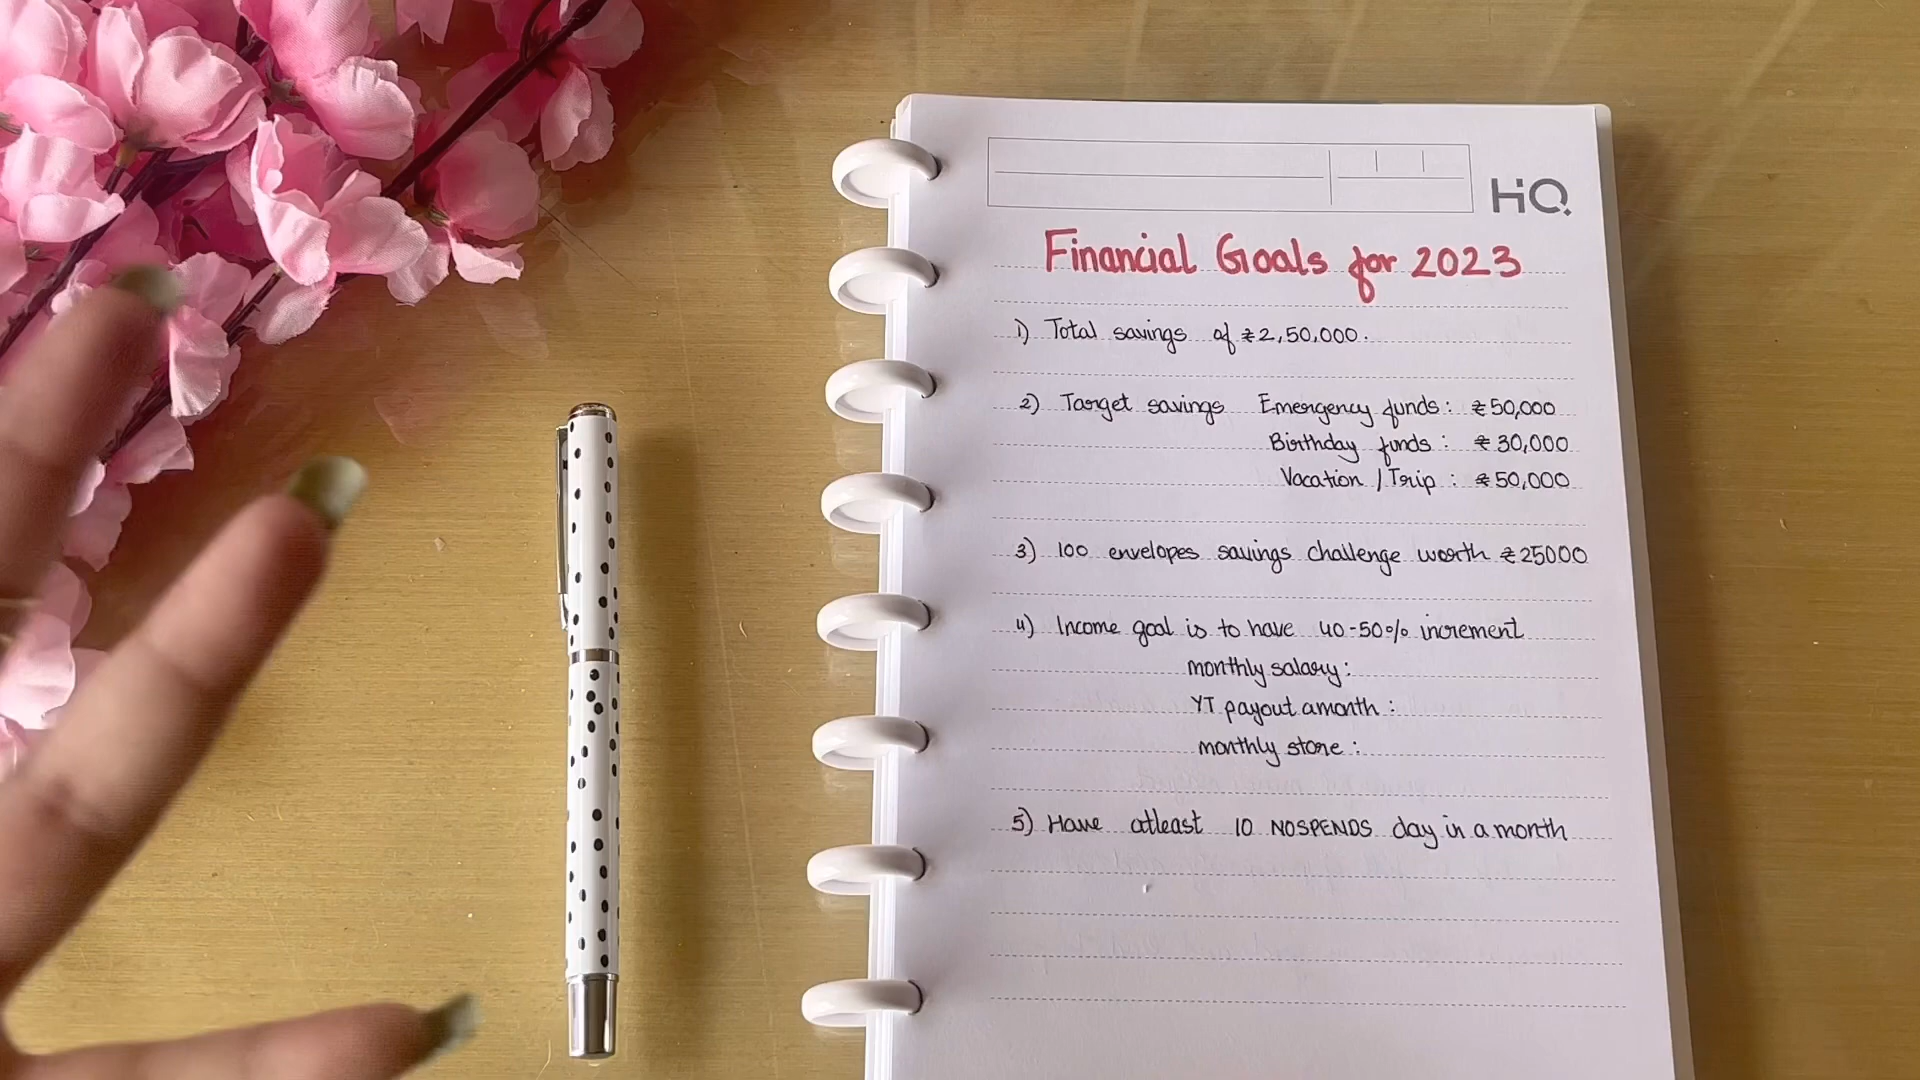 HQ
Financial Goals for 2023
1) Total savings of ₹2,50,000.
2) Target savings Emergency funds: ₹50,000
Birthday funds: ₹30,000
Vacation / Trip: ₹50,000
3) 100 envelopes savings challenge worth ₹25000
4) Income goal is to have 40-50% increment
monthly salary:
YT payout a month:
monthly store:
5) Have atleast 10 NOSPENDS day in a month